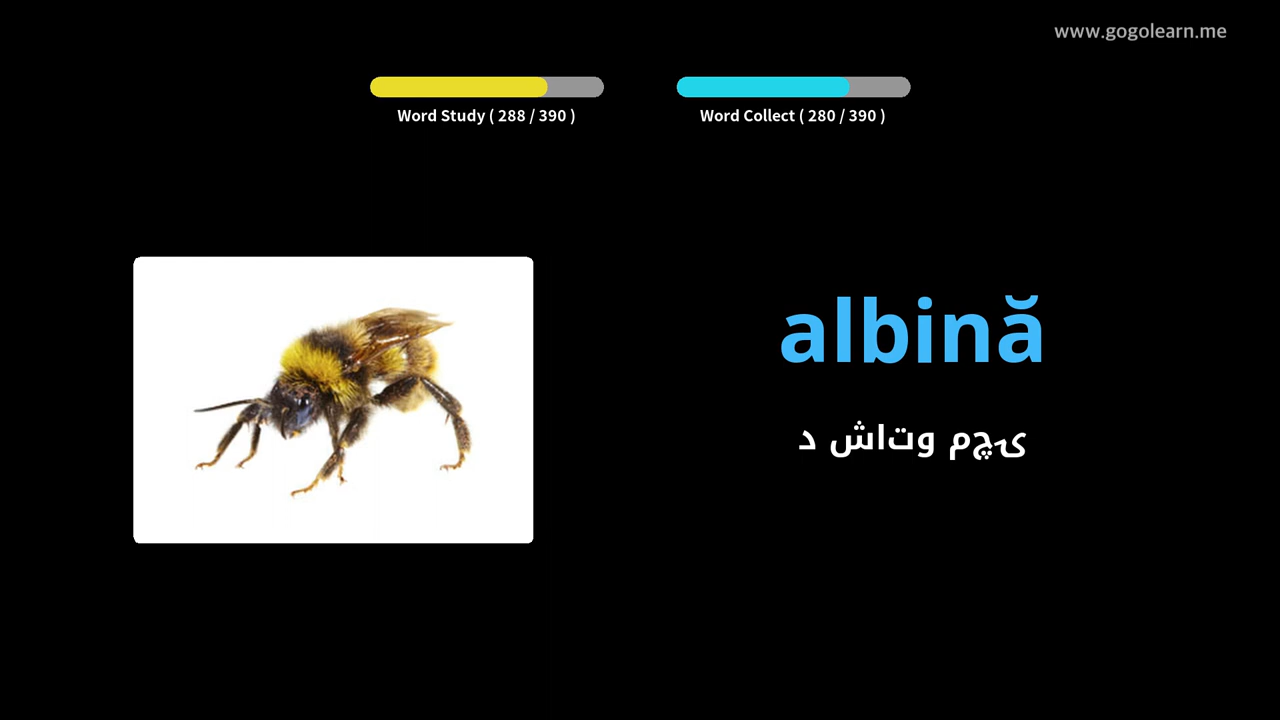 www.gogolearn.me
Word Study ( 288 / 390 )
Word Collect ( 280 / 390 )
albină
د شاتو مچۍ